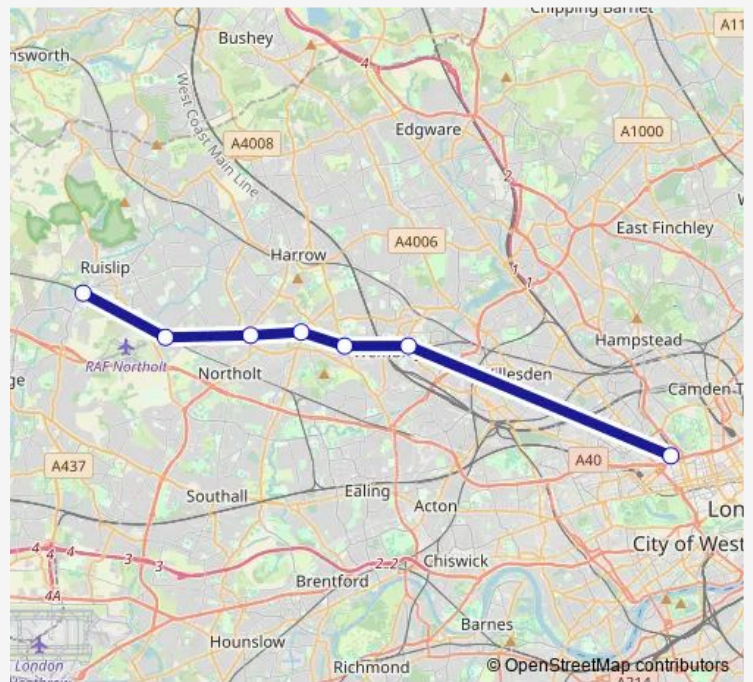 Chipping Barnet
A11
Bushey
nsworth
4
West Coast Main Line
Edgware
A1000
A4008
2
East Finchley
Harrow
A4006
Ruislip
1
1
Hampstead
RAF Northolt
Northolt
ge
Camden T
A437
A40
Ealing
Southall
Acton
Lon
City of West
4 4 4
3 3
2 2
Chiswick
Brentford
4A
Barnes
Hounslow
London
Richmond
© OpenStreetMap contributors